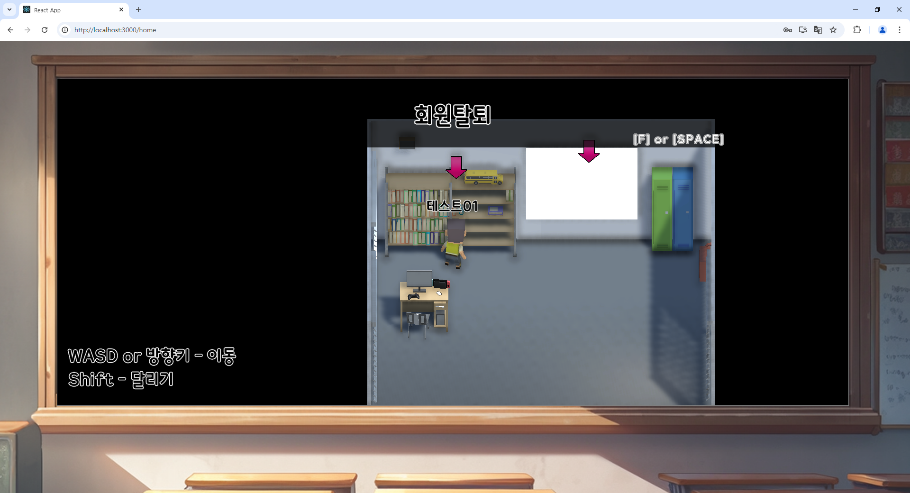 React App
http://localhost:3000/home
회원탈퇴
[F] or [SPACE]
테스트01
WASD or 방향키 - 이동
Shift - 달리기